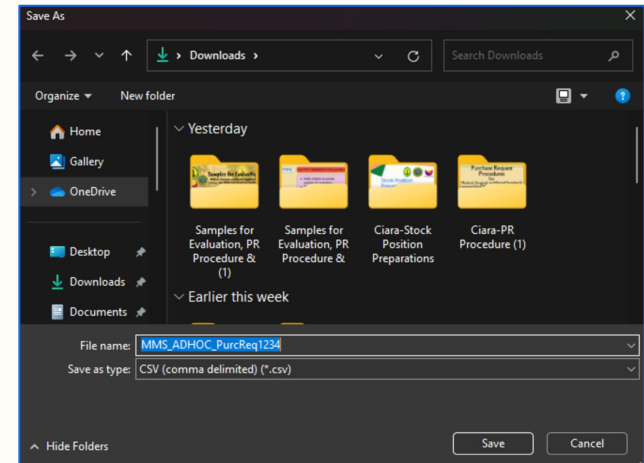 Save As
Downloads
Search Downloads
Organize
New folder
Home
Gallery
OneDrive
Desktop
Downloads
Documents
Yesterday
Samples for
Evaluation, PR
Procedure &
(1)
Samples for
Evaluation, PR
Procedure &
Ciara-Stock
Position
Preparations
Ciara-PR
Procedure (1)
Earlier this week
File name: MMS_ADHOC_PurcReq1234
Save as type: CSV (comma delimited) (*.csv)
Hide Folders
Save
Cancel